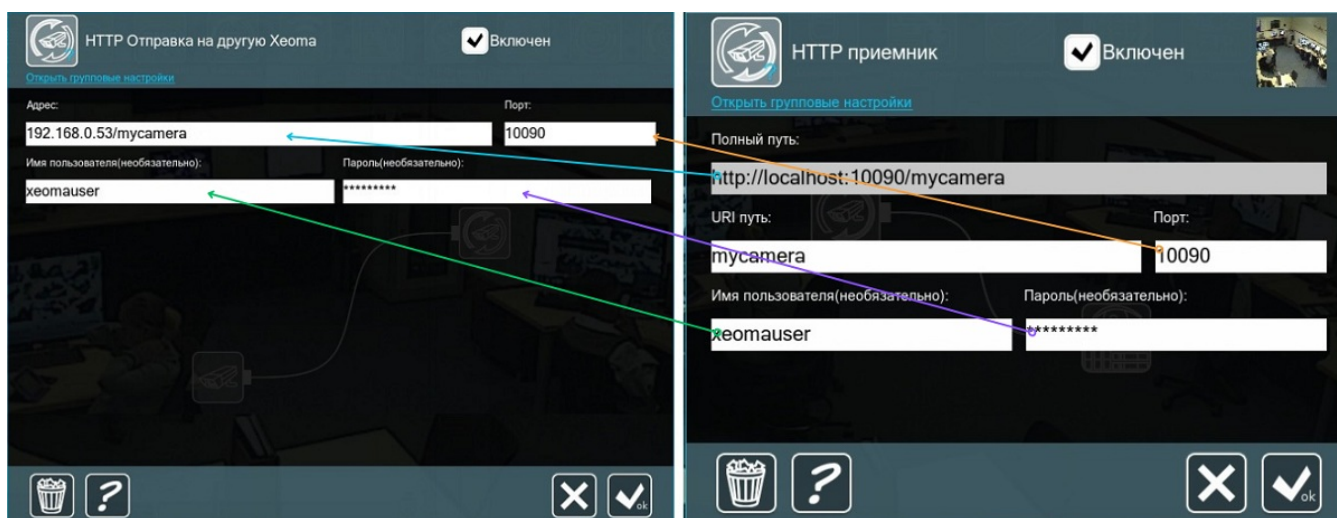 HTTP Отправка на другую Xeoma
Включен
Открыть групповые настройки
Адрес:
Порт:
192.168.0.53/mycamera
10090
Имя пользователя(необязательно):
Пароль(необязательно):
xeomauser
*********
?
ok
HTTP приемник
Включен
Открыть групповые настройки
Полный путь:
http://localhost:10090/mycamera
URI путь:
Порт:
mycamera
10090
Имя пользователя(необязательно):
Пароль(необязательно):
xeomauser
*********
?
ok